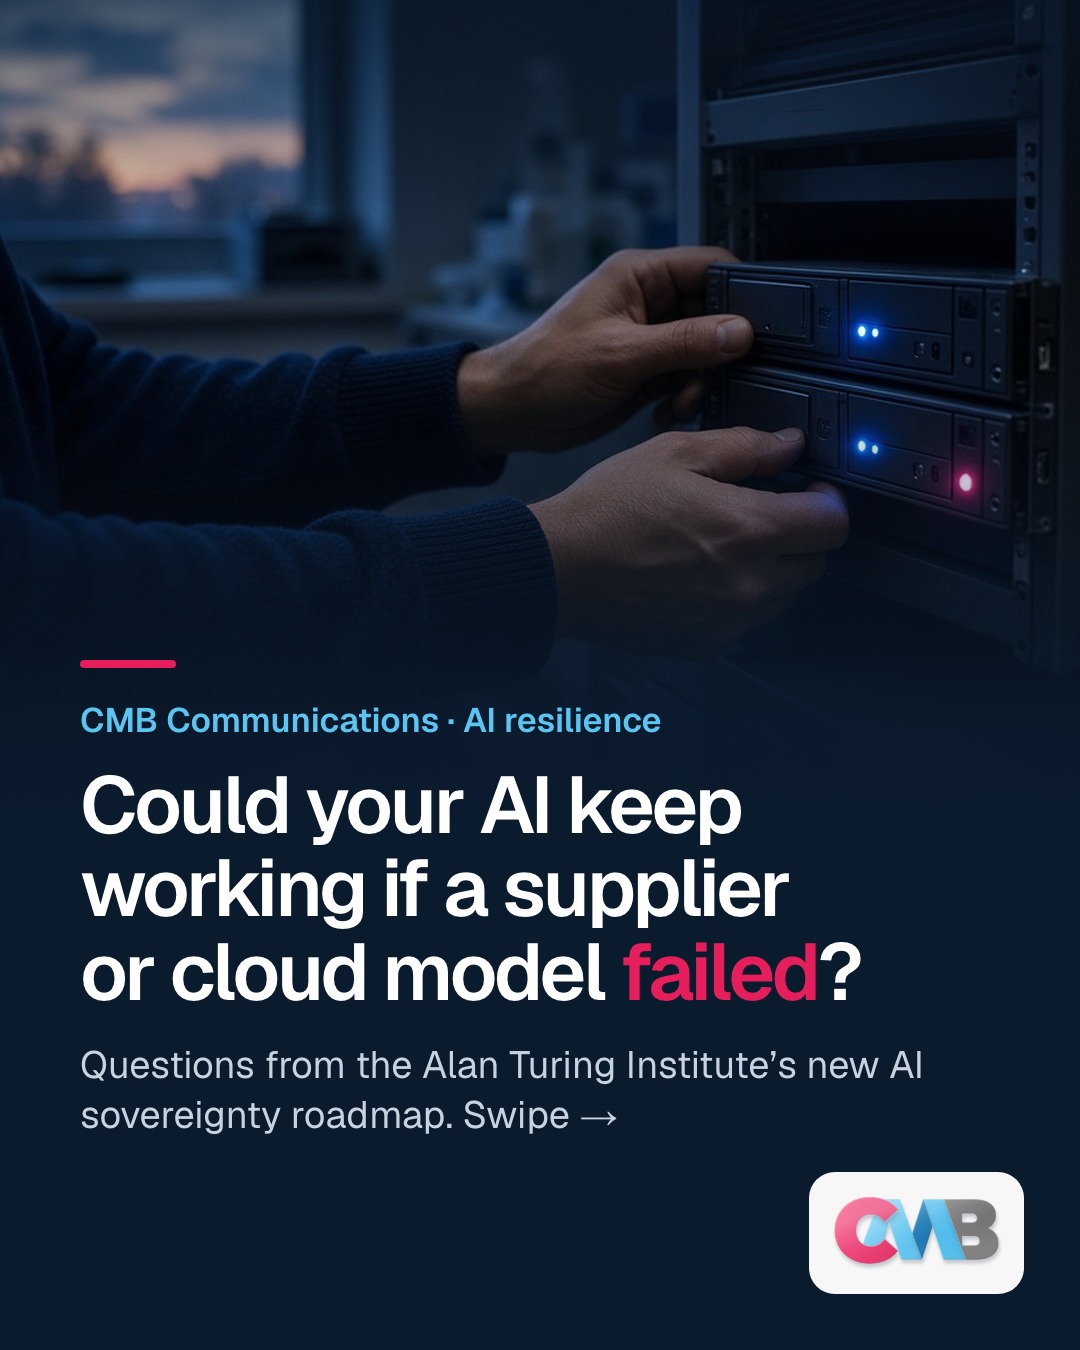 CMB Communications · AI resilience
Could your AI keep
working if a supplier
or cloud model failed?
Questions from the Alan Turing Institute’s new AI
sovereignty roadmap. Swipe →
CMB